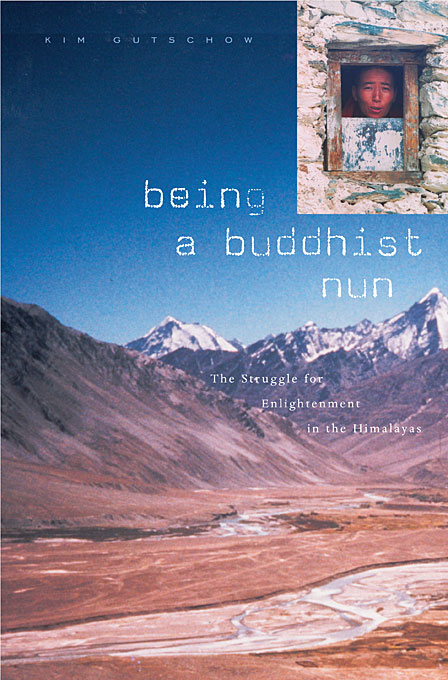 KIM GUTSCHOW
being
a buddhist
nun
The Struggle for
Enlightenment
in the Himalayas